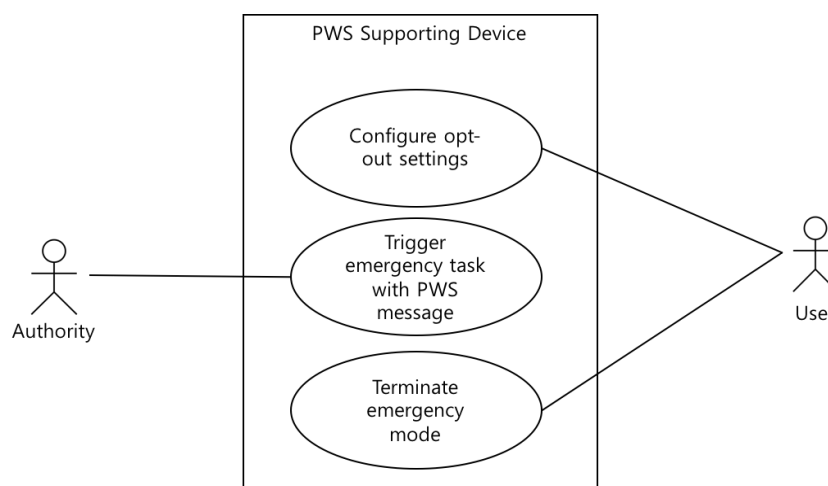 PWS Supporting Device
Configure opt-
out settings
Trigger
emergency task
with PWS
message
Authority
Use
Terminate
emergency
mode